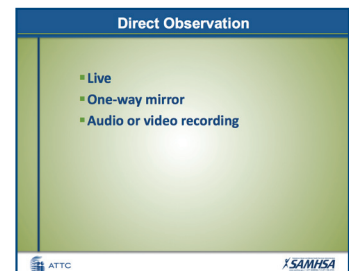 Direct Observation
Live
One-way mirror
Audio or video recording
ATTC
SAMHSA